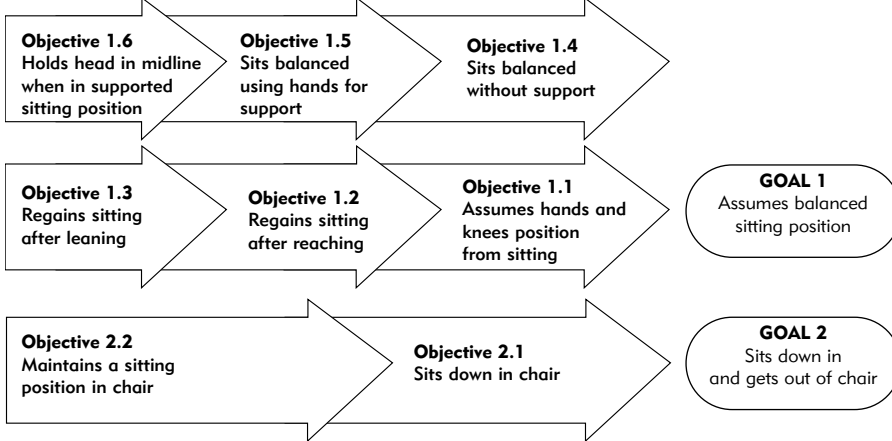 Objective 1.6
Holds head in midline
when in supported
sitting position
Objective 1.5
Sits balanced
using hands for
support
Objective 1.4
Sits balanced
without support
Objective 1.3
Regains sitting
after leaning
Objective 1.2
Regains sitting
after reaching
Objective 1.1
Assumes hands and
knees position
from sitting
GOAL 1
Assumes balanced
sitting position
Objective 2.2
Maintains a sitting
position in chair
Objective 2.1
Sits down in chair
GOAL 2
Sits down in
and gets out of chair